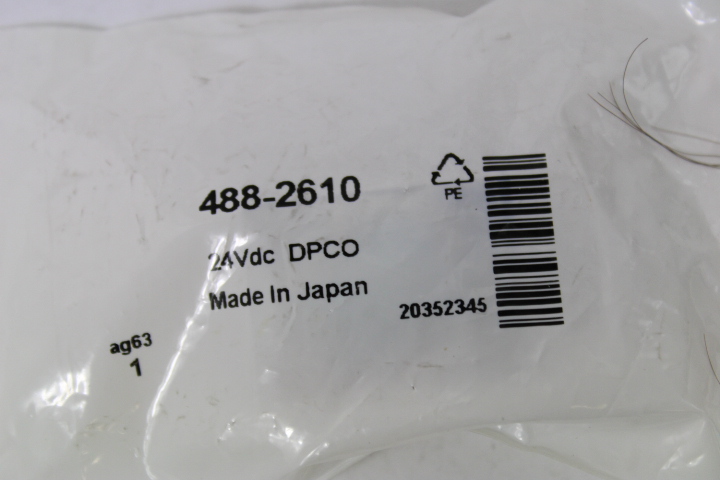 488-2610
PE
24Vdc DPCO
Made In Japan
20352345
ag63
1